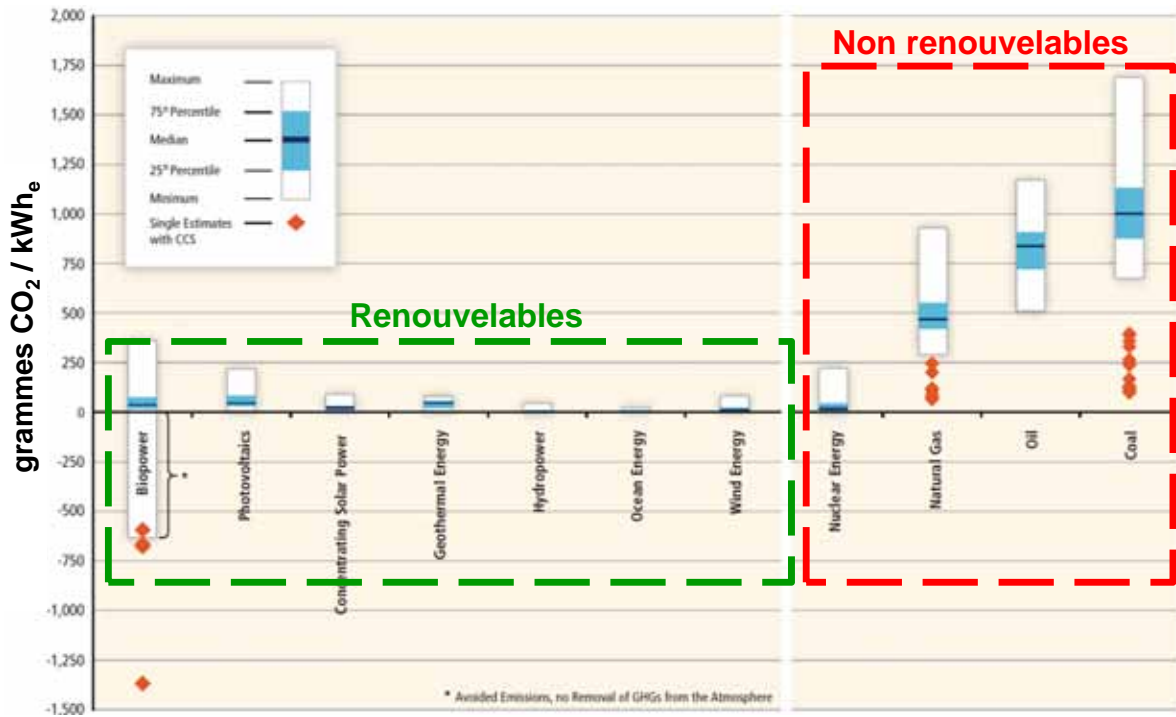 2,000
1,750
1,500
1,250
1,000
750
500
250
0
-250
-500
-750
-1,000
-1,250
-1,500
grammes CO₂ / kWhₑ
Maximum
75ᵗʰ Percentile
Median
25ᵗʰ Percentile
Minimum
Single Estimates
with CCS
Renouvelables
Non renouvelables
Biopower
*
Photovoltaics
Concentrating Solar Power
Geothermal Energy
Hydropower
Ocean Energy
Wind Energy
Nuclear Energy
Natural Gas
Oil
Coal
* Avoided Emissions, no Removal of GHGs from the Atmosphere